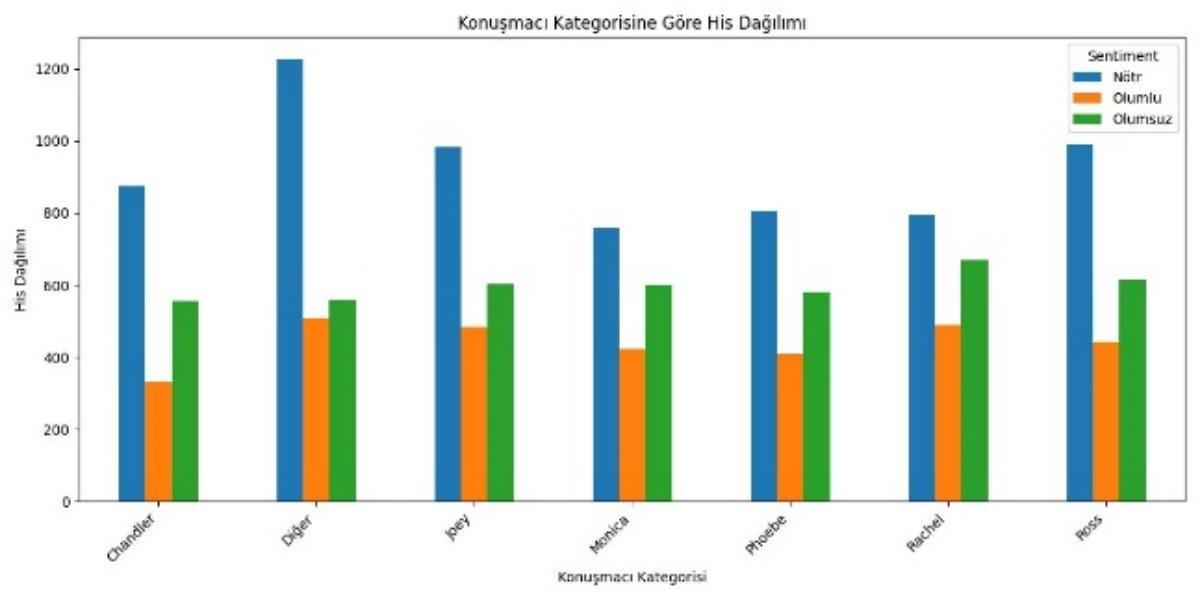 Konuşmacı Kategorisine Göre His Dağılımı
Sentiment
Nötr
Olumlu
Olumsuz
His Dağılımı
1200
1000
800
600
400
200
0
Chandler
Diğer
Joey
Monica
Phoebe
Rachel
Ross
Konuşmacı Kategorisi